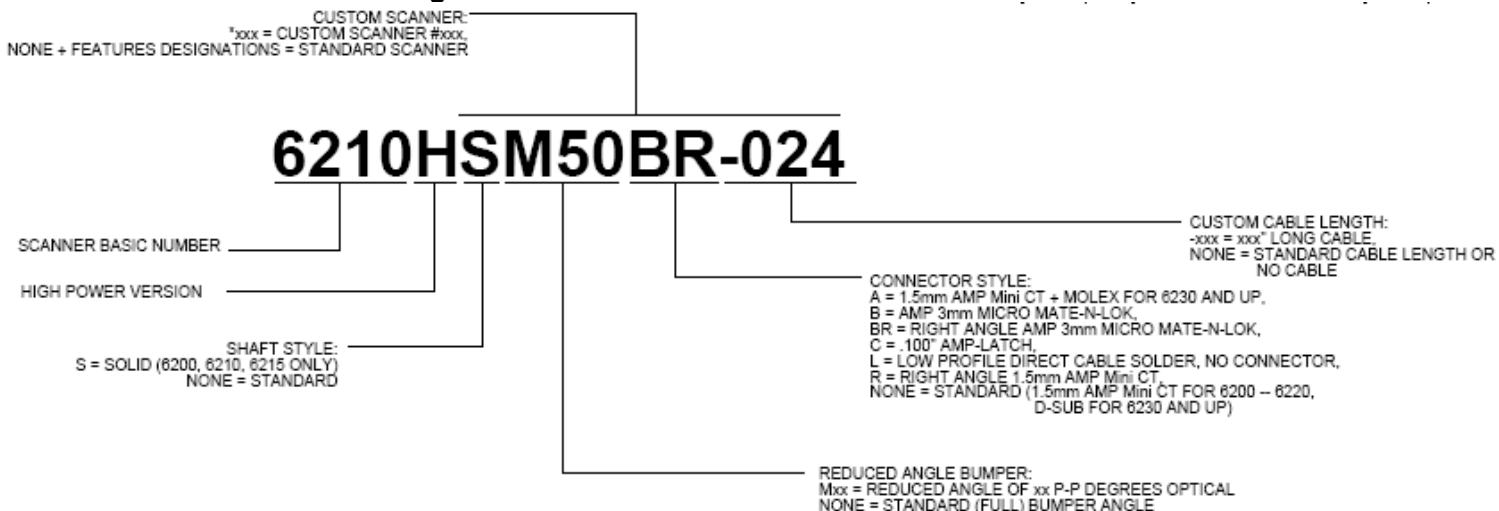 CUSTOM SCANNER:
*xxx = CUSTOM SCANNER #xxx,
NONE + FEATURES DESIGNATIONS = STANDARD SCANNER
6210HSM50BR-024
SCANNER BASIC NUMBER
HIGH POWER VERSION
SHAFT STYLE:
S = SOLID (6200, 6210, 6215 ONLY)
NONE = STANDARD
CUSTOM CABLE LENGTH:
-xxx = xxx" LONG CABLE,
NONE = STANDARD CABLE LENGTH OR
NO CABLE
CONNECTOR STYLE:
A = 1.5mm AMP Mini CT + MOLEX FOR 6230 AND UP,
B = AMP 3mm MICRO MATE-N-LOK,
BR = RIGHT ANGLE AMP 3mm MICRO MATE-N-LOK,
C = .100" AMP-LATCH,
L = LOW PROFILE DIRECT CABLE SOLDER, NO CONNECTOR,
R = RIGHT ANGLE 1.5mm AMP Mini CT,
NONE = STANDARD (1.5mm AMP Mini CT FOR 6200 -- 6220,
D-SUB FOR 6230 AND UP)
REDUCED ANGLE BUMPER:
Mxx = REDUCED ANGLE OF xx P-P DEGREES OPTICAL
NONE = STANDARD (FULL) BUMPER ANGLE